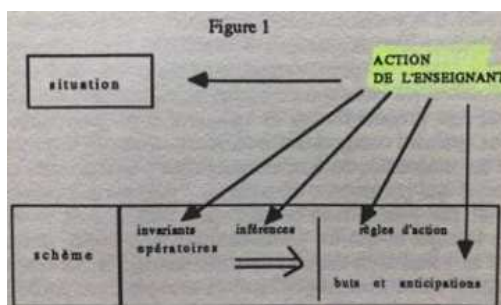 Figure 1
ACTION
DE L'ENSEIGNANT
situation
invariants
opératoires
inférences
règles d'action
schème
buts et anticipations